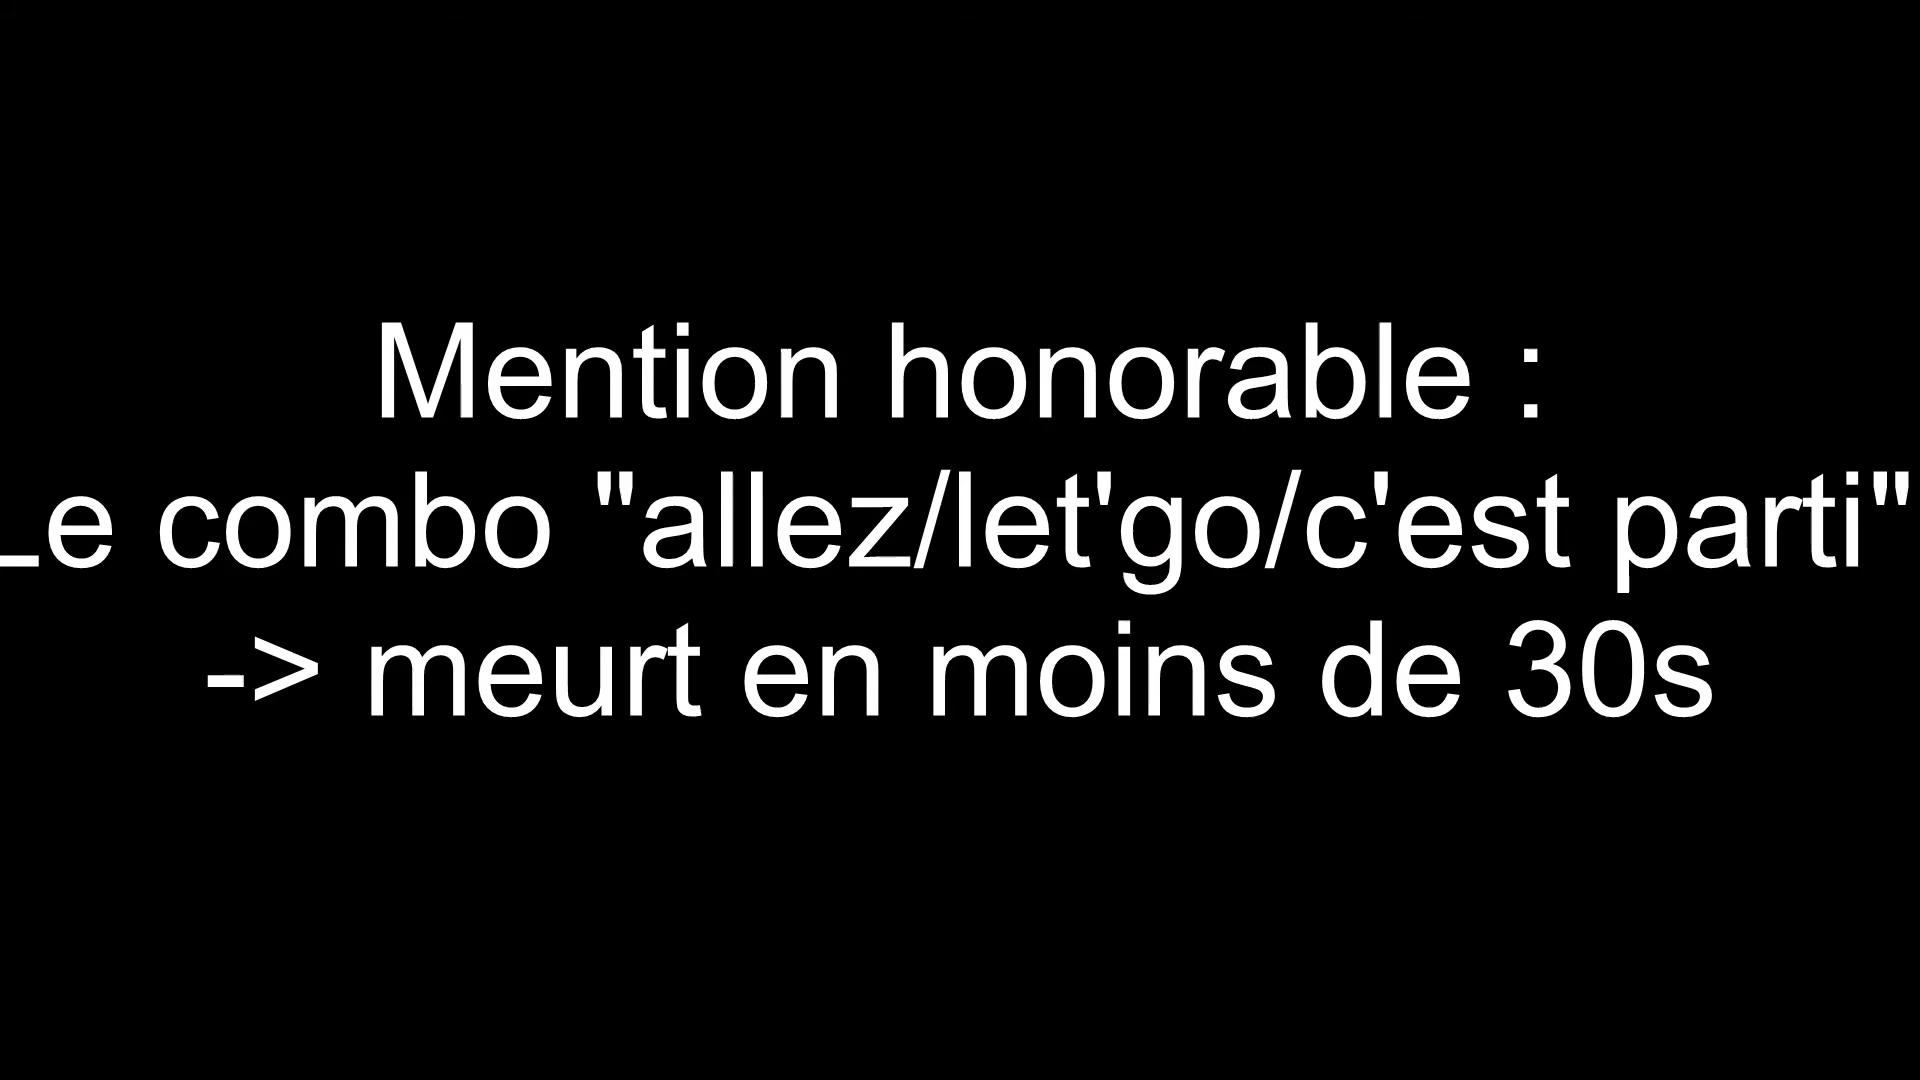 Mention honorable :
Le combo "allez/let'go/c'est parti"
-> meurt en moins de 30s